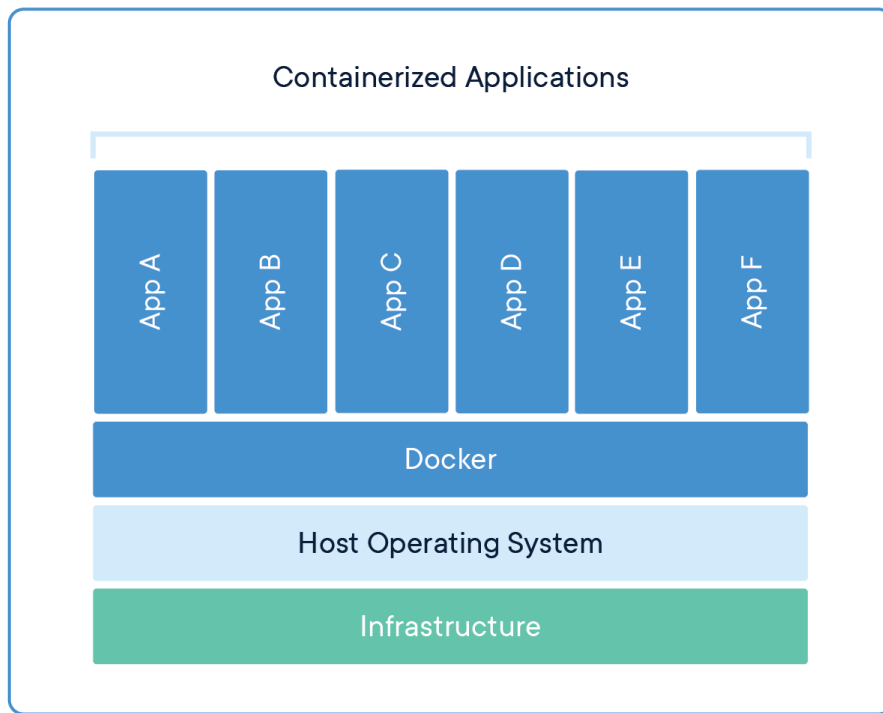 Containerized Applications
App A
App B
App C
App D
App E
App F
Docker
Host Operating System
Infrastructure